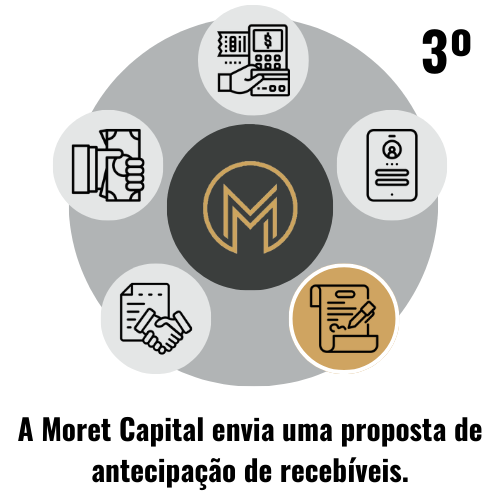 3º
$
M
A Moret Capital envia uma proposta de
antecipação de recebíveis.